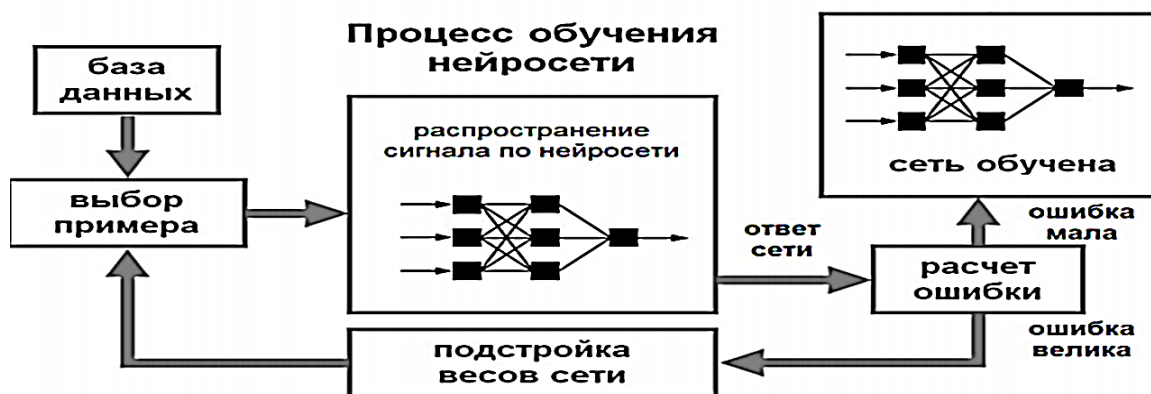 Процесс обучения
нейросети
база
данных
выбор
примера
распространение
сигнала по нейросети
ответ
сети
расчет
ошибки
ошибка
мала
сеть обучена
ошибка
велика
подстройка
весов сети